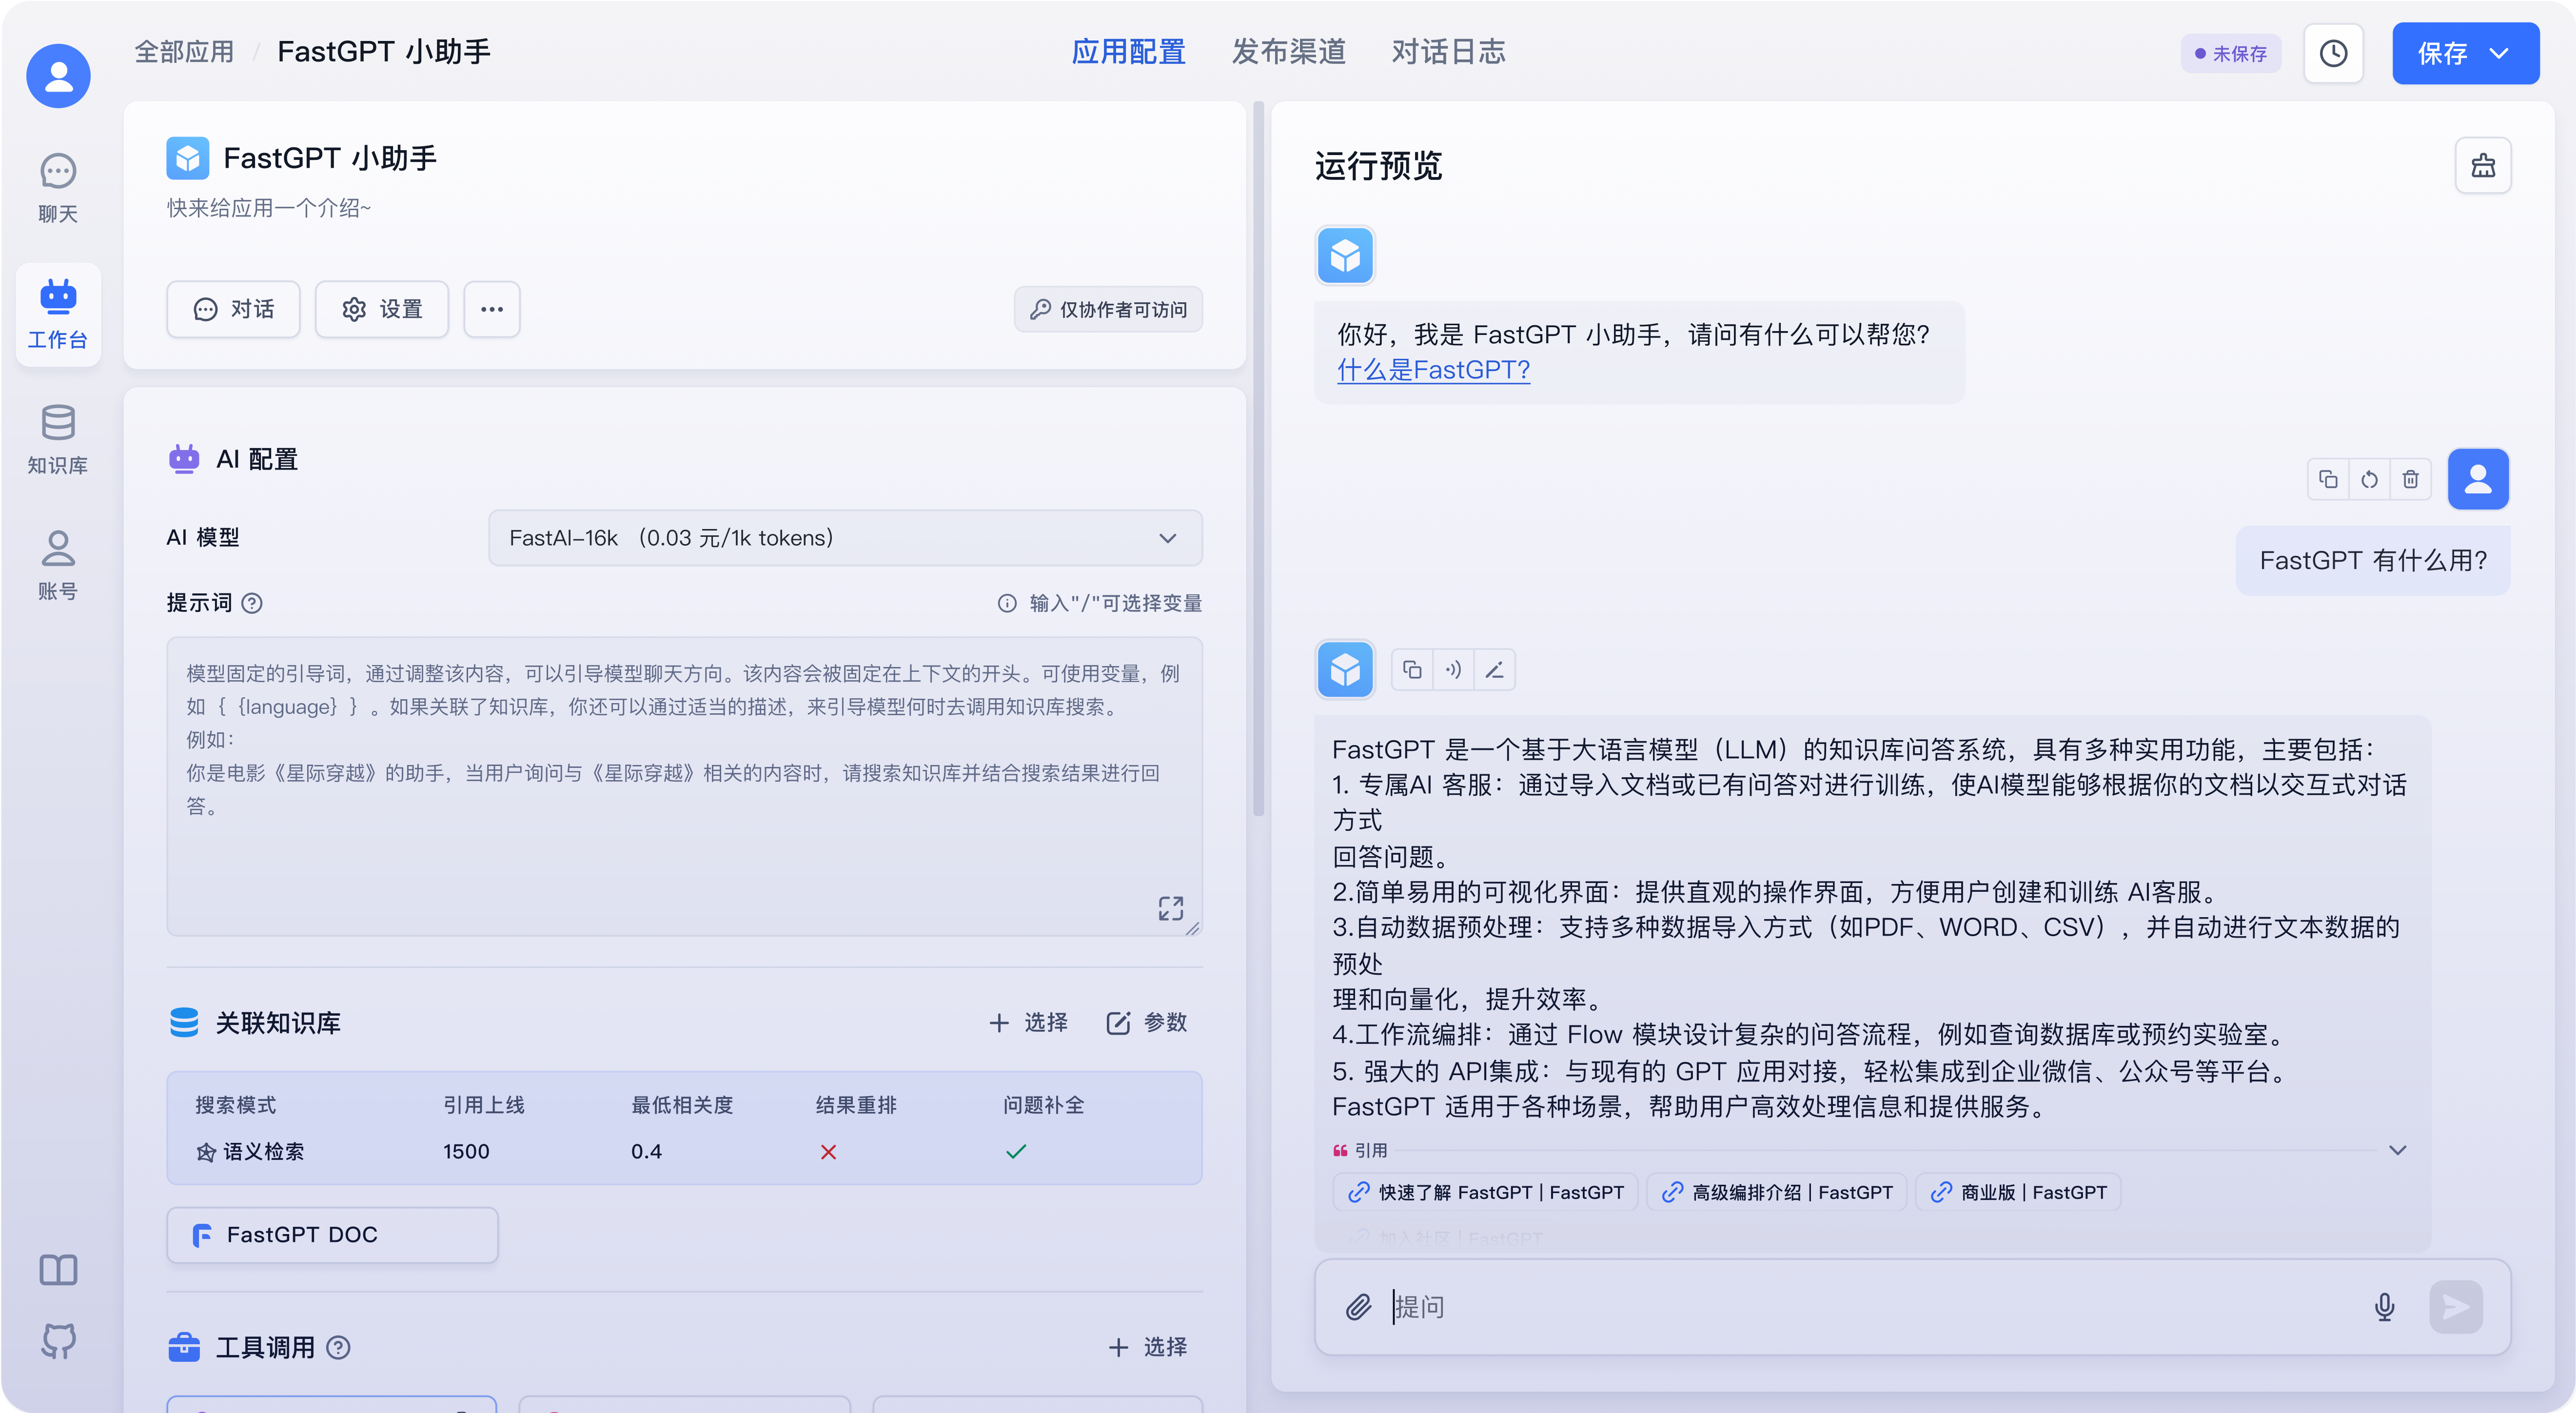 全部应用 / FastGPT 小助手
应用配置 发布渠道 对话日志
未保存
保存
聊天
工作台
知识库
账号
FastGPT 小助手
快来给应用一个介绍~
对话
设置
仅协作者可访问
AI 配置
AI 模型
FastAI-16k （0.03 元/1k tokens）
提示词
输入"/"可选择变量
模型固定的引导词，通过调整该内容，可以引导模型聊天方向。该内容会被固定在上下文的开头。可使用变量，例
如 { {language} } 。如果关联了知识库，你还可以通过适当的描述，来引导模型何时去调用知识库搜索。
例如：
你是电影《星际穿越》的助手，当用户询问与《星际穿越》相关的内容时，请搜索知识库并结合搜索结果进行回
答。
关联知识库
选择
参数
搜索模式 引用上线 最低相关度 结果重排 问题补全
语义检索 1500 0.4
FastGPT DOC
工具调用
选择
运行预览
你好，我是 FastGPT 小助手，请问有什么可以帮您？
什么是FastGPT？
FastGPT 有什么用？
FastGPT 是一个基于大语言模型（LLM）的知识库问答系统，具有多种实用功能，主要包括：
1. 专属AI 客服：通过导入文档或已有问答对进行训练，使AI模型能够根据你的文档以交互式对话
方式
回答问题。
2.简单易用的可视化界面：提供直观的操作界面，方便用户创建和训练 AI客服。
3.自动数据预处理：支持多种数据导入方式（如PDF、WORD、CSV），并自动进行文本数据的
预处
理和向量化，提升效率。
4.工作流编排：通过 Flow 模块设计复杂的问答流程，例如查询数据库或预约实验室。
5. 强大的 API集成：与现有的 GPT 应用对接，轻松集成到企业微信、公众号等平台。
FastGPT 适用于各种场景，帮助用户高效处理信息和提供服务。
引用
快速了解 FastGPT | FastGPT
高级编排介绍 | FastGPT
商业版 | FastGPT
加入社区 | FastGPT
提问